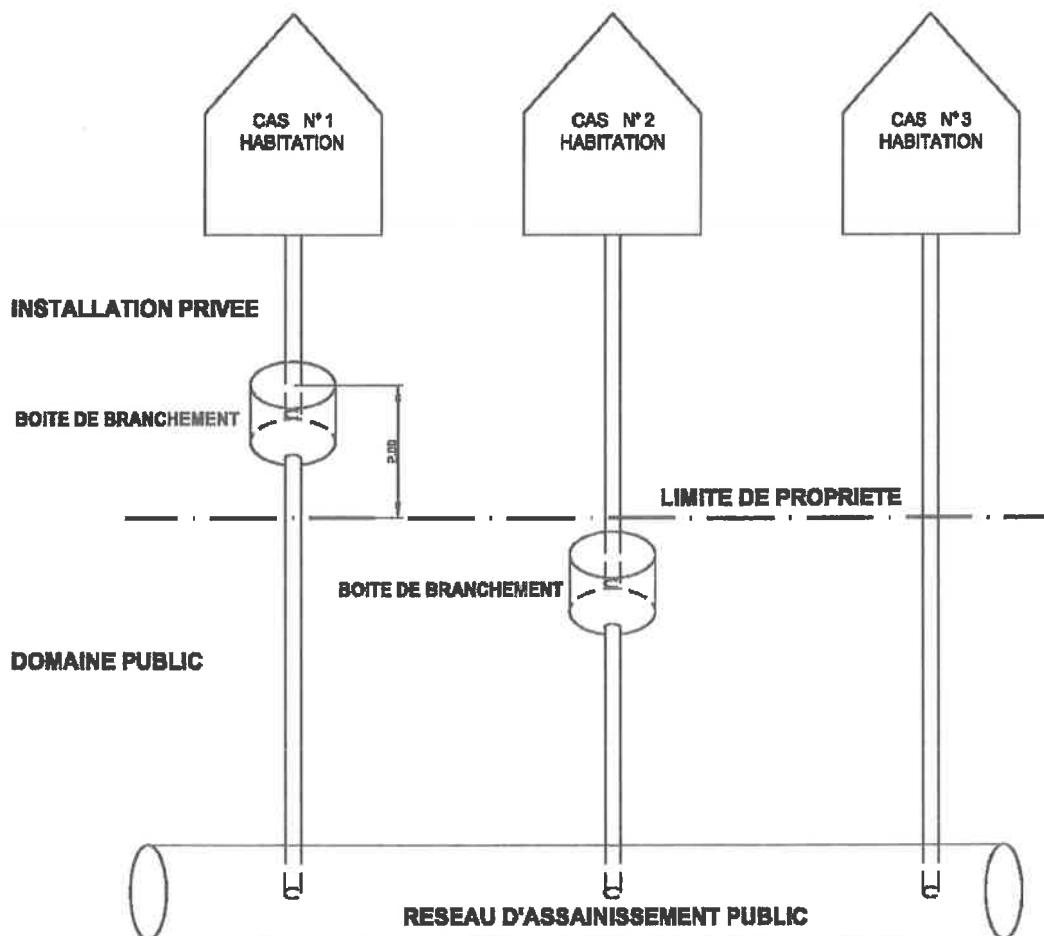 CAS N°1
HABITATION
CAS N°2
HABITATION
CAS N°3
HABITATION
INSTALLATION PRIVEE
BOITE DE BRANCHEMENT
2.00
LIMITE DE PROPRIETE
BOITE DE BRANCHEMENT
DOMAINE PUBLIC
RESEAU D'ASSAINISSEMENT PUBLIC